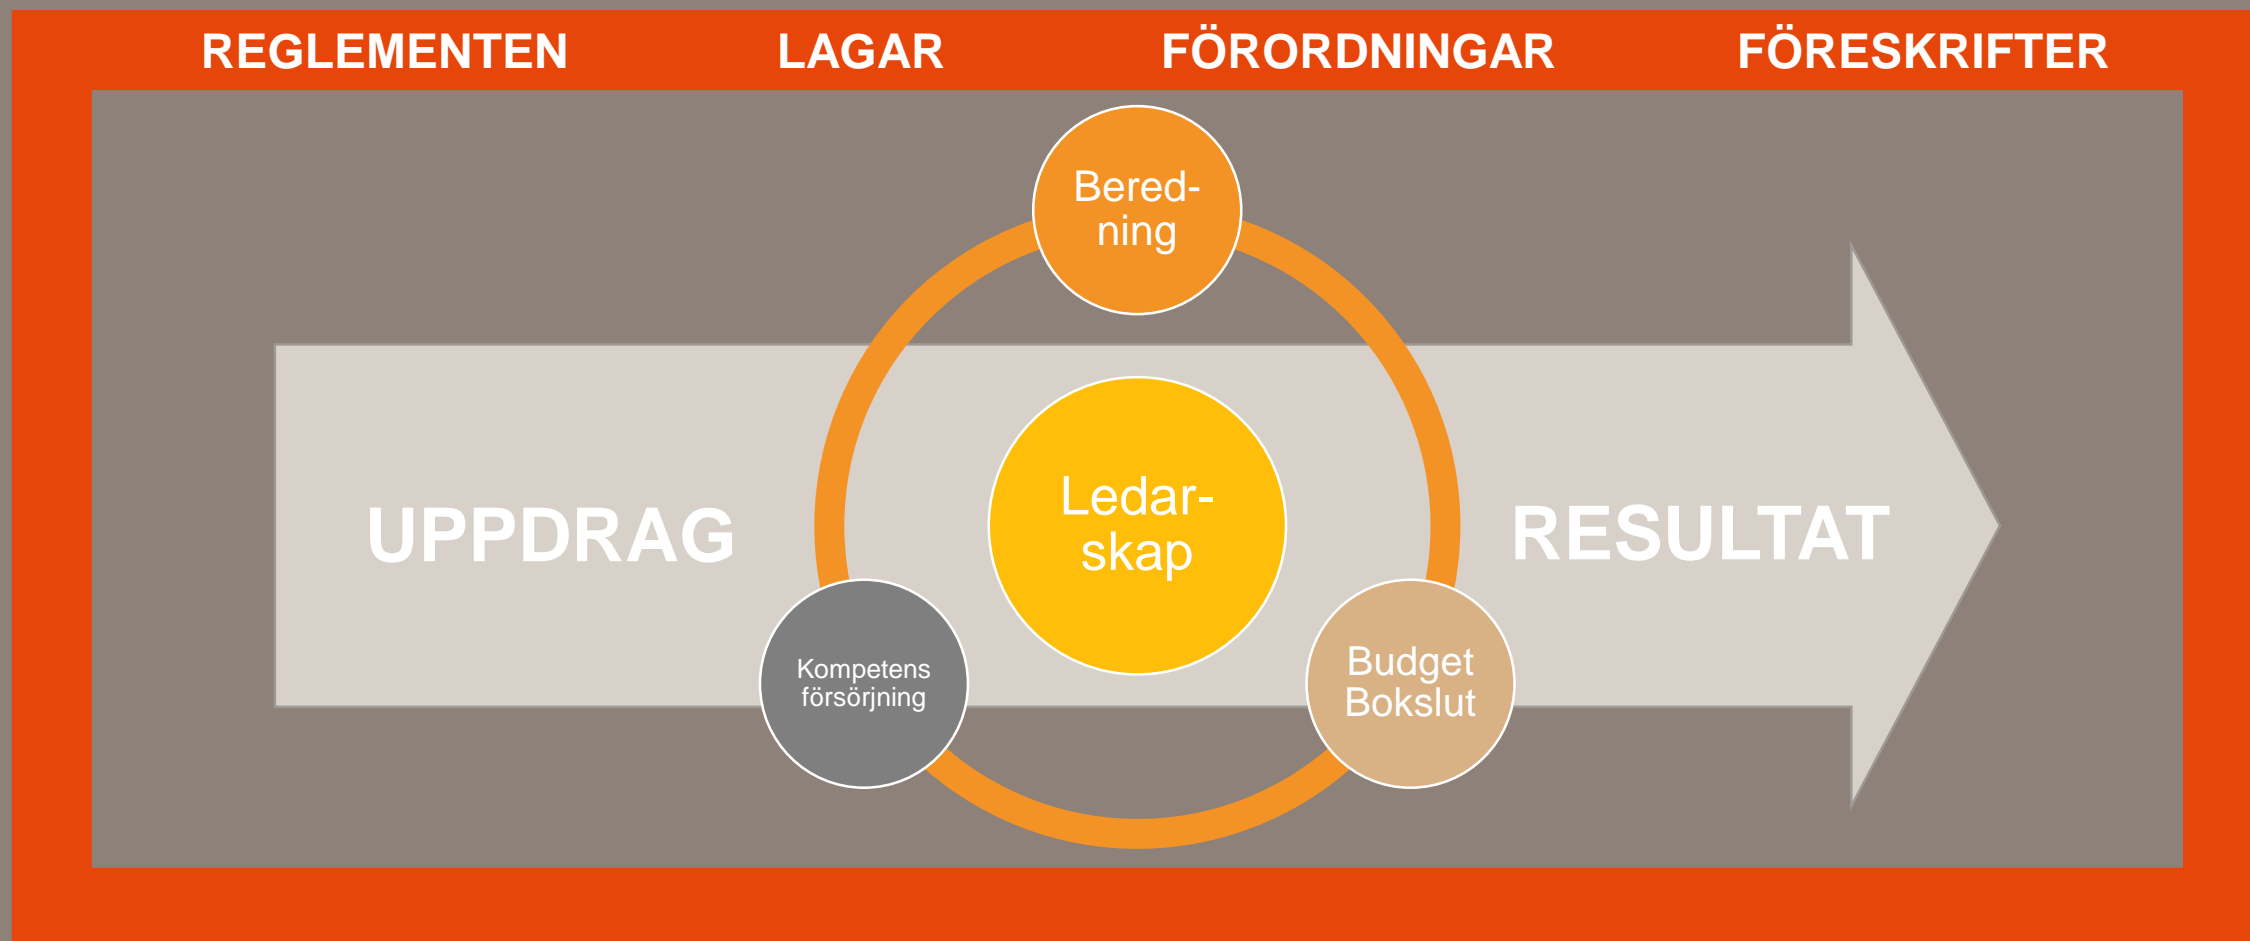 REGLEMENTEN LAGAR FÖRORDNINGAR FÖRESKRIFTER
Bered-
ning
Ledar-
skap
UPPDRAG
RESULTAT
Kompetens
försörjning
Budget
Bokslut